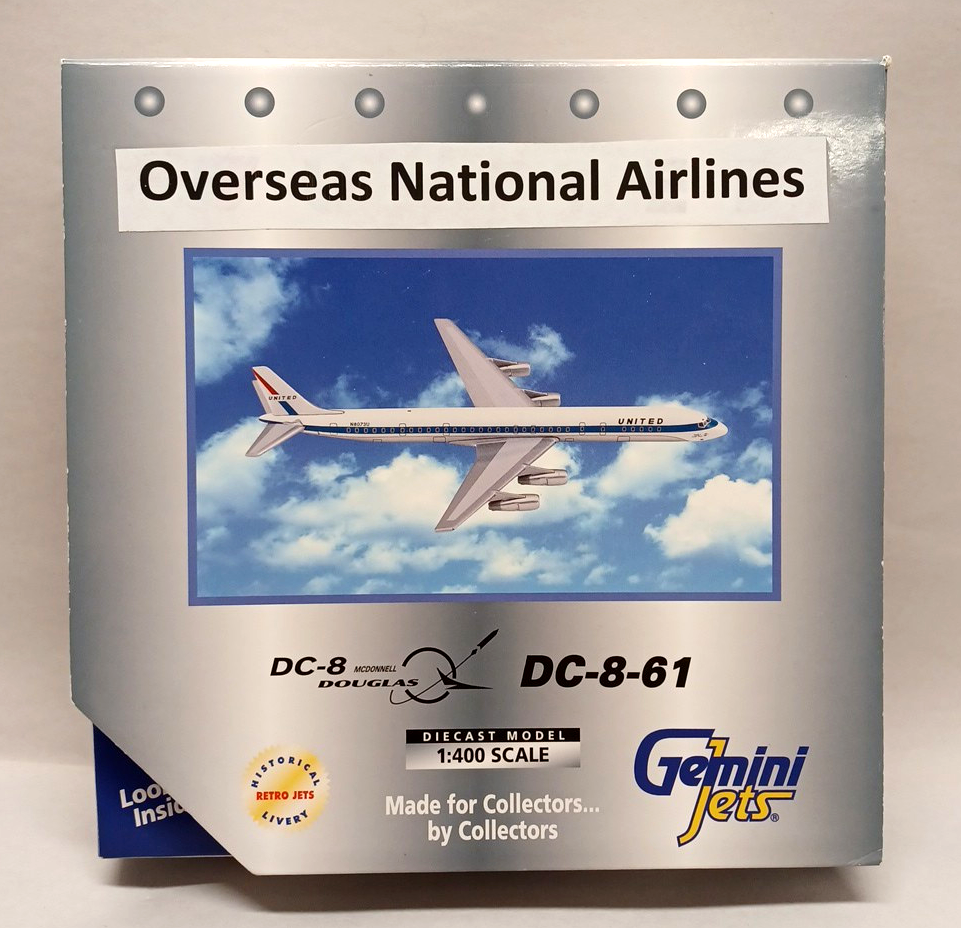 Overseas National Airlines
UNITED
N8073U
UNITED
DC-8 MCDONNELL
DOUGLAS
DC-8-61
DIECAST MODEL
1:400 SCALE
HISTORICAL
RETRO JETS
LIVERY
Made for Collectors...
by Collectors
Gemini
Jets®